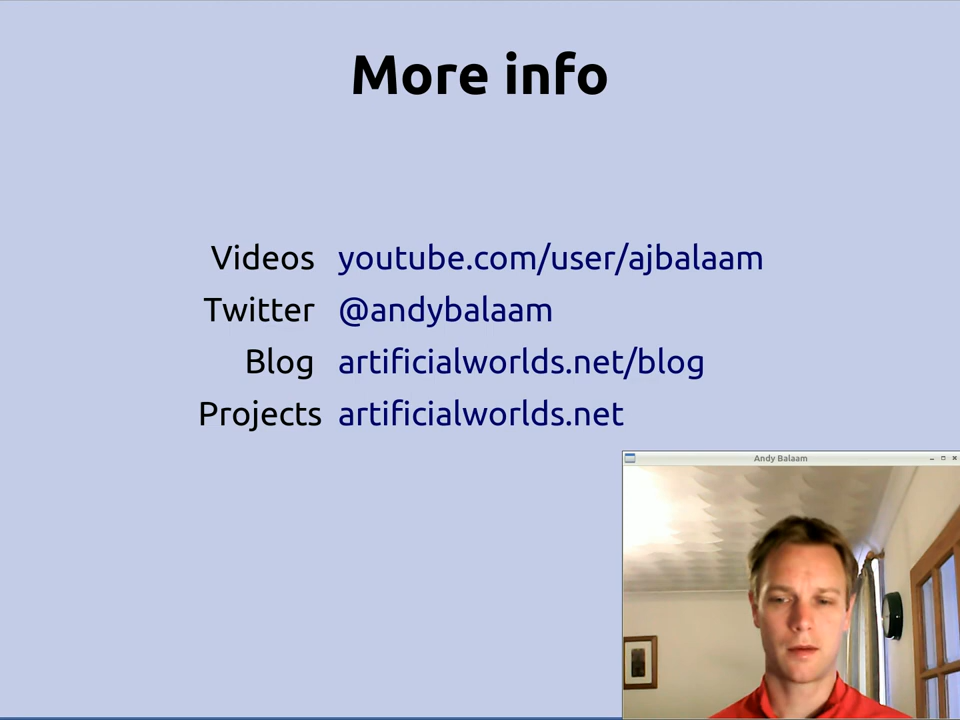 More info
Videos youtube.com/user/ajbalaam
Twitter @andybalaam
Blog artificialworlds.net/blog
Projects artificialworlds.net
Andy Balaam